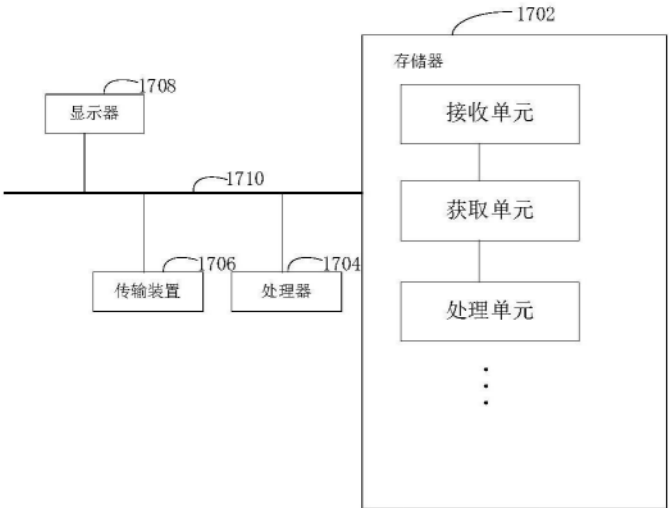 1702
存储器
1708
显示器
接收单元
1710
获取单元
1706
传输装置
1704
处理器
处理单元